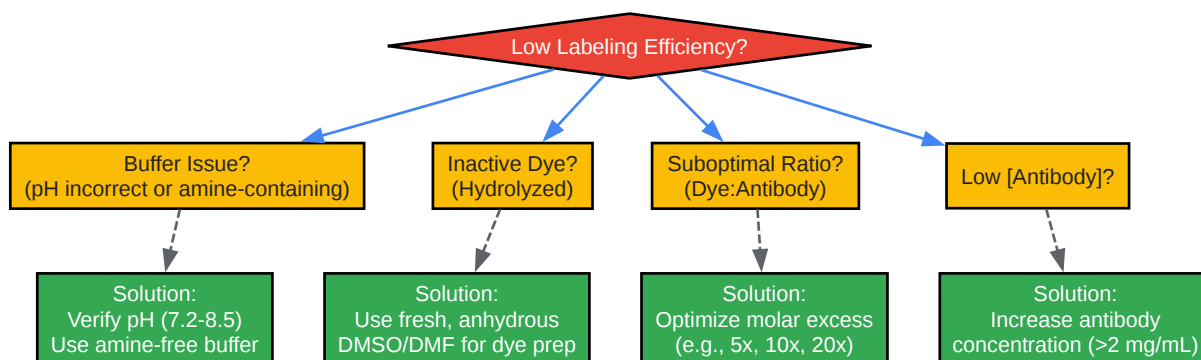 Low Labeling Efficiency?
Buffer Issue?
(pH incorrect or amine-containing)
Inactive Dye?
(Hydrolyzed)
Suboptimal Ratio?
(Dye:Antibody)
Low [Antibody]?
Solution:
Verify pH (7.2-8.5)
Use amine-free buffer
Solution:
Use fresh, anhydrous
DMSO/DMF for dye prep
Solution:
Optimize molar excess
(e.g., 5x, 10x, 20x)
Solution:
Increase antibody
concentration (>2 mg/mL)